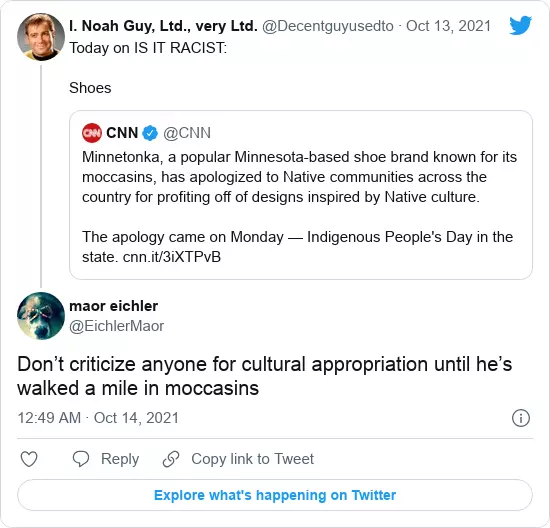 I. Noah Guy, Ltd., very Ltd. @Decentguyusedto · Oct 13, 2021
Today on IS IT RACIST:
Shoes
CNN @CNN
Minnetonka, a popular Minnesota-based shoe brand known for its
moccasins, has apologized to Native communities across the
country for profiting off of designs inspired by Native culture.
The apology came on Monday — Indigenous People's Day in the
state. cnn.it/3iXTPvB
maor eichler
@EichlerMaor
Don’t criticize anyone for cultural appropriation until he’s
walked a mile in moccasins
12:49 AM · Oct 14, 2021
Reply Copy link to Tweet
Explore what's happening on Twitter